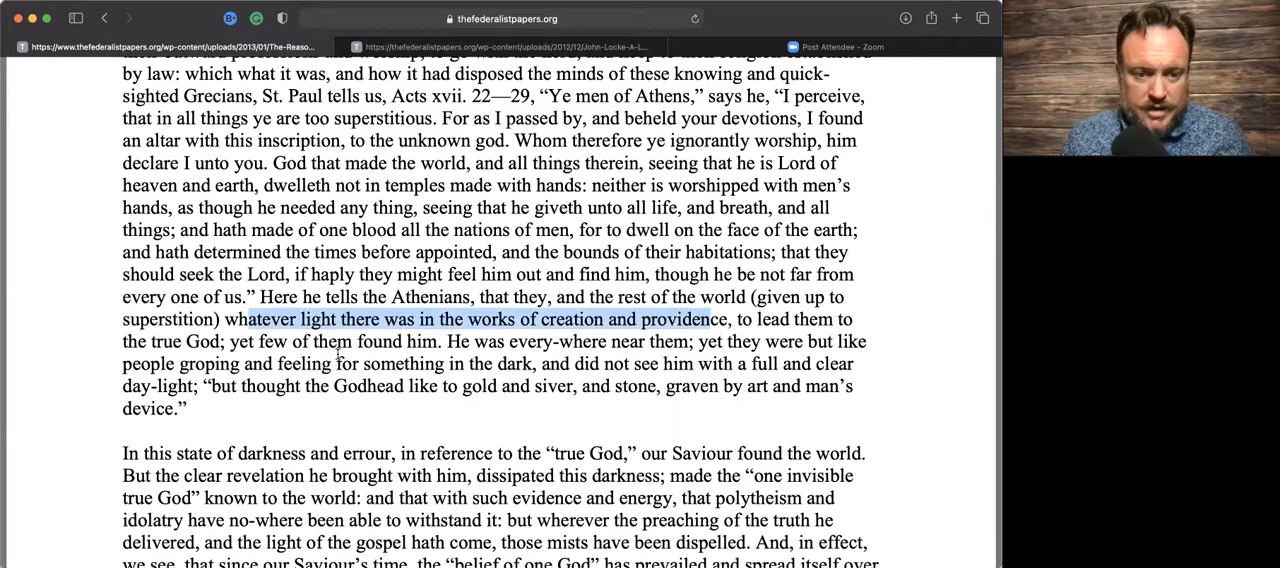 thefederalistpapers.org
https://www.thefederalistpapers.org/wp-content/uploads/2013/01/The-Reaso...
https://thefederalistpapers.org/wp-content/uploads/2012/12/John-Locke-A-L...
Post Attendee - Zoom
by law: which what it was, and how it had disposed the minds of these knowing and quick-
sighted Grecians, St. Paul tells us, Acts xvii. 22—29, “Ye men of Athens,” says he, “I perceive,
that in all things ye are too superstitious. For as I passed by, and beheld your devotions, I found
an altar with this inscription, to the unknown god. Whom therefore ye ignorantly worship, him
declare I unto you. God that made the world, and all things therein, seeing that he is Lord of
heaven and earth, dwelleth not in temples made with hands: neither is worshipped with men’s
hands, as though he needed any thing, seeing that he giveth unto all life, and breath, and all
things; and hath made of one blood all the nations of men, for to dwell on the face of the earth;
and hath determined the times before appointed, and the bounds of their habitations; that they
should seek the Lord, if haply they might feel him out and find him, though he be not far from
every one of us.” Here he tells the Athenians, that they, and the rest of the world (given up to
superstition) whatever light there was in the works of creation and providence, to lead them to
the true God; yet few of them found him. He was every-where near them; yet they were but like
people groping and feeling for something in the dark, and did not see him with a full and clear
day-light; “but thought the Godhead like to gold and siver, and stone, graven by art and man’s
device.”
In this state of darkness and errour, in reference to the “true God,” our Saviour found the world.
But the clear revelation he brought with him, dissipated this darkness; made the “one invisible
true God” known to the world: and that with such evidence and energy, that polytheism and
idolatry have no-where been able to withstand it: but wherever the preaching of the truth he
delivered, and the light of the gospel hath come, those mists have been dispelled. And, in effect,
we see, that since our Saviour’s time, the “belief of one God” has prevailed and spread itself over